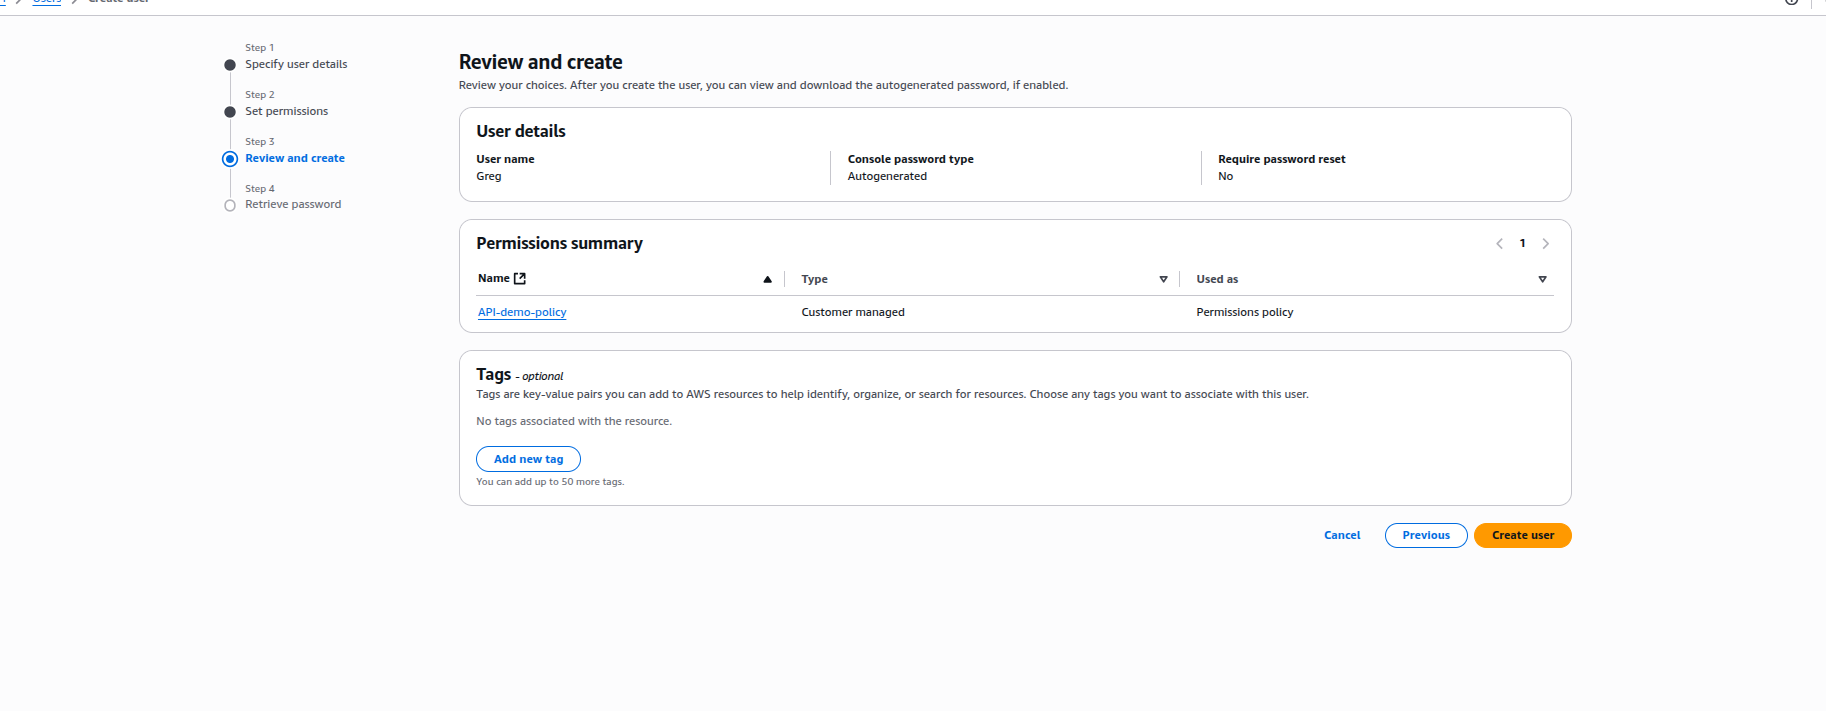 Users
Create user
Step 1
Specify user details
Step 2
Set permissions
Step 3
Review and create
Step 4
Retrieve password
Review and create
Review your choices. After you create the user, you can view and download the autogenerated password, if enabled.
User details
User name
Greg
Console password type
Autogenerated
Require password reset
No
Permissions summary
1
Name
Type
Used as
API-demo-policy
Customer managed
Permissions policy
Tags - optional
Tags are key-value pairs you can add to AWS resources to help identify, organize, or search for resources. Choose any tags you want to associate with this user.
No tags associated with the resource.
Add new tag
You can add up to 50 more tags.
Cancel
Previous
Create user